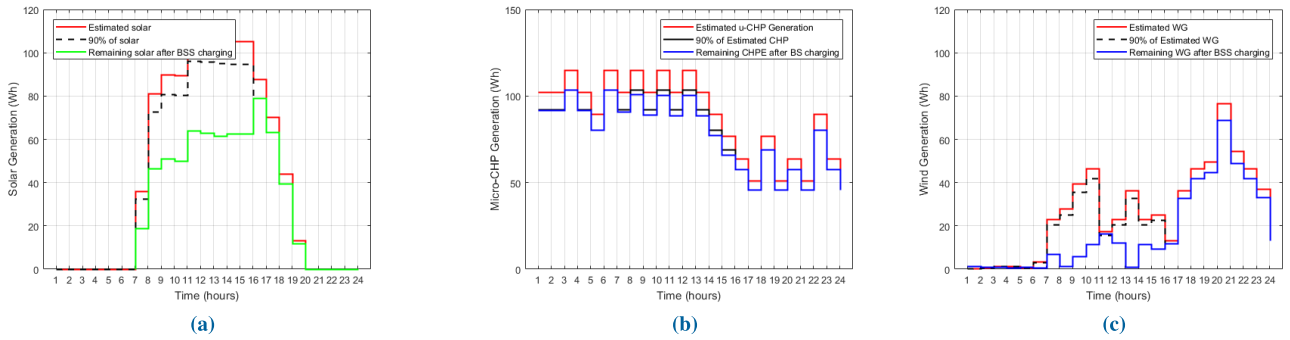 120
100
80
60
40
20
0
Solar Generation (Wh)
Estimated solar
90% of solar
Remaining solar after BSS charging
1 2 3 4 5 6 7 8 9 10 11 12 13 14 15 16 17 18 19 20 21 22 23 24
Time (hours)
(a)
150
100
50
0
Micro-CHP Generation (Wh)
Estimated u-CHP Generation
90% of Estimated CHP
Remaining CHPE after BS charging
1 2 3 4 5 6 7 8 9 10 11 12 13 14 15 16 17 18 19 20 21 22 23 24
Time (hours)
(b)
120
100
80
60
40
20
0
Wind Generation (Wh)
Estimated WG
90% of Estimated WG
Remaining WG after BSS charging
1 2 3 4 5 6 7 8 9 10 11 12 13 14 15 16 17 18 19 20 21 22 23 24
Time (hours)
(c)